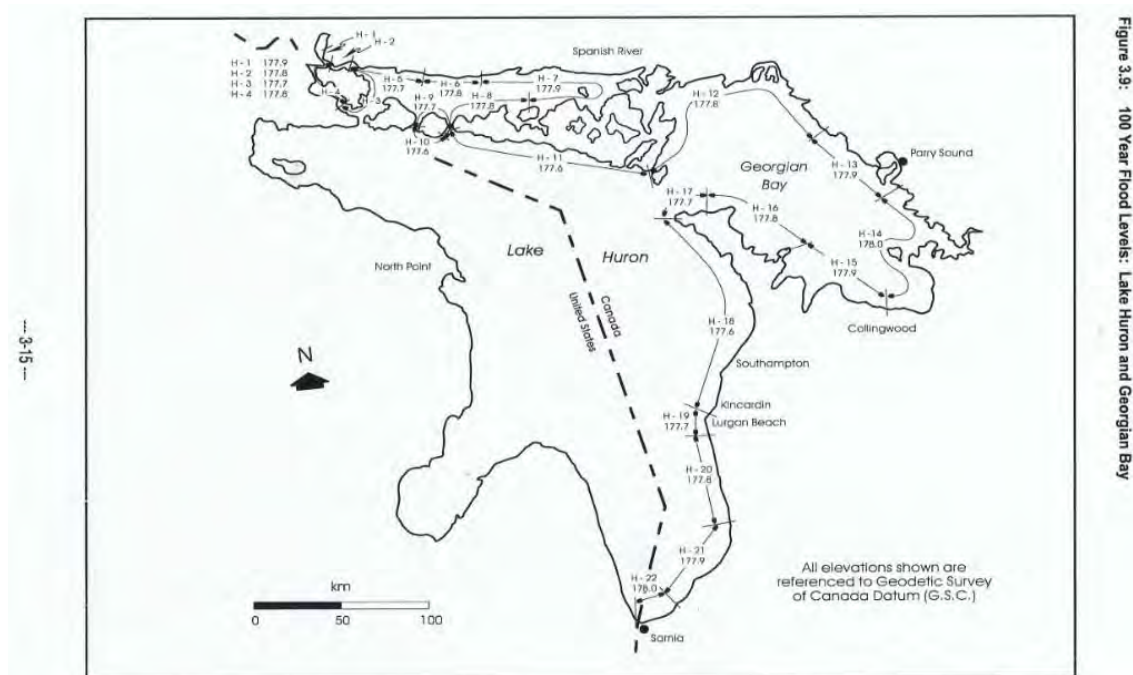 Figure 3.9: 100 Year Flood Levels: Lake Huron and Georgian Bay
H - 1
H - 2
H - 1 177.9
H - 2 177.8
H - 3 177.7
H - 4 177.8
H - 4
H - 3
Spanish River
H - 5
177.7
H - 6
177.8
H - 7
177.9
H - 8
177.8
H - 9
177.7
H - 10
177.6
H - 11
177.6
H - 12
177.8
Parry Sound
Georgian
Bay
H - 13
177.9
H - 17
177.7
H - 16
177.8
H - 14
178.0
H - 15
177.9
Collingwood
Lake Huron
North Point
Canada
United States
H - 18
177.6
Southampton
N
Kincardin
H - 19
177.7
Lurgan Beach
H - 20
177.8
H - 21
177.9
H - 22
178.0
Sarnia
km
0 50 100
All elevations shown are
referenced to Geodetic Survey
of Canada Datum (G.S.C.)
--- 3-15 ---